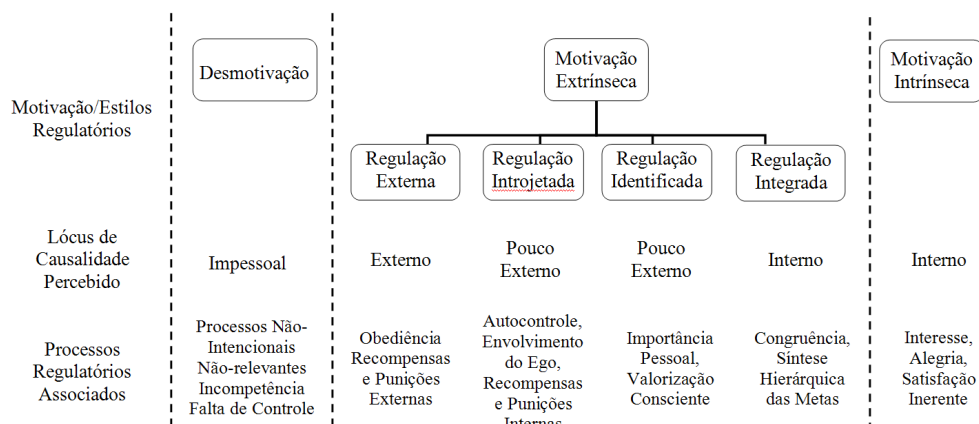 Desmotivação
Motivação
Extrínseca
Motivação
Intrínseca
Motivação/Estilos
Regulatórios
Regulação
Externa
Regulação
Introjetada
Regulação
Identificada
Regulação
Integrada
Lócus de
Causalidade
Percebido
Impessoal
Externo
Pouco
Externo
Pouco
Externo
Interno
Interno
Processos
Regulatórios
Associados
Processos Não-
Intencionais
Não-relevantes
Incompetência
Falta de Controle
Obediência
Recompensas
e Punições
Externas
Autocontrole,
Envolvimento
do Ego,
Recompensas
e Punições
Internas
Importância
Pessoal,
Valorização
Consciente
Congruência,
Síntese
Hierárquica
das Metas
Interesse,
Alegria,
Satisfação
Inerente